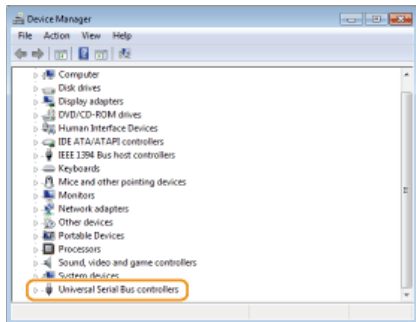 Device Manager
File Action View Help
Computer
Disk drives
Display adapters
DVD/CD-ROM drives
Human Interface Devices
IDE ATA/ATAPI controllers
IEEE 1394 Bus host controllers
Keyboards
Mice and other pointing devices
Monitors
Network adapters
Other devices
Portable Devices
Processors
Sound, video and game controllers
System devices
Universal Serial Bus controllers